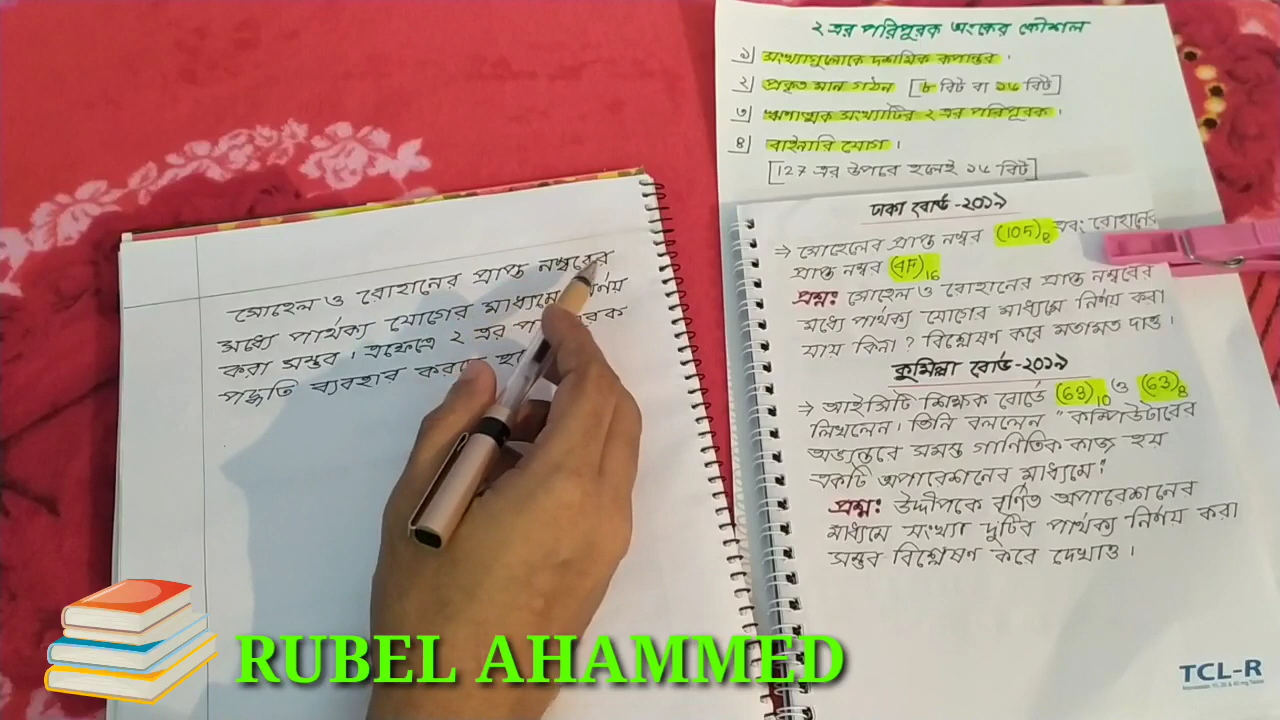 ২ এর পরিপূরক অংকের কৌশল
১| সংখ্যাগুলোকে দশমিক রূপান্তর।
২| প্রকৃত মান গঠন [৮ বিট বা ১৬ বিট]
৩| ঋণাত্মক সংখ্যাটির ২ এর পরিপূরক।
৪| বাইনারি যোগ।
[127 এর উপরে হলেই ১৬ বিট]
ঢাকা বোর্ড -২০১৯
⇒ সোহেলের প্রাপ্ত নম্বর (105)8 এবং রোহানের
প্রাপ্ত নম্বর (4F)16
প্রশ্ন: সোহেল ও রোহানের প্রাপ্ত নম্বরের
মধ্যে পার্থক্য যোগের মাধ্যমে নির্ণয় করা
যায় কিনা? বিশ্লেষণ করে মতামত দাও।
কুমিল্লা বোর্ড-২০১৯
⇒ আইসিটি শিক্ষক বোর্ডে (63)10 ও (63)8
লিখলেন। তিনি বললেন "কম্পিউটারের
অভ্যন্তরে সমস্ত গাণিতিক কাজ হয়
একটি অপারেশনের মাধ্যমে"।
প্রশ্ন: উদ্দীপকে বর্ণিত অপারেশনের
মাধ্যমে সংখ্যা দুটির পার্থক্য নির্ণয় করা
সম্ভব বিশ্লেষণ করে দেখাও।
সোহেল ও রোহানের প্রাপ্ত নম্বরের
মধ্যে পার্থক্য যোগের মাধ্যমে
করা সম্ভব। এক্ষেত্রে ২ এর
পদ্ধতি ব্যবহার করতে
RUBEL AHAMMED
TCL-R